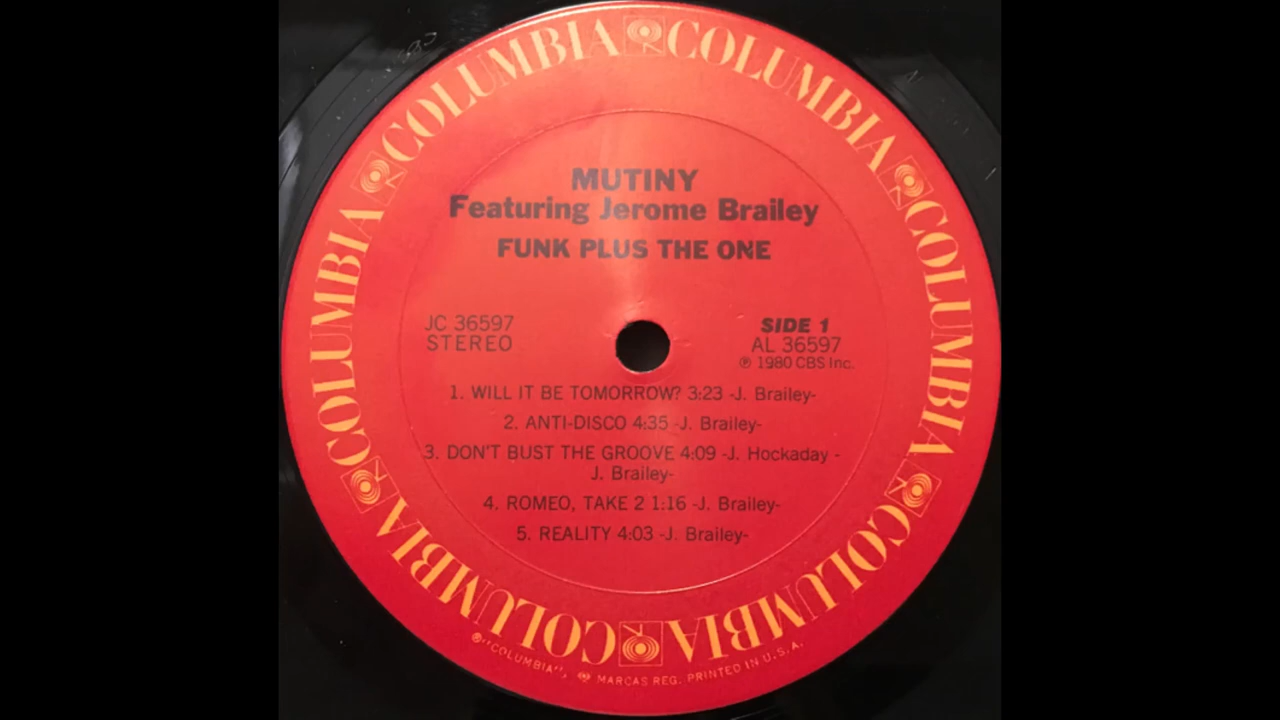 COLUMBIA COLUMBIA COLUMBIA COLUMBIA COLUMBIA COLUMBIA COLUMBIA COLUMBIA
MUTINY
Featuring Jerome Brailey
FUNK PLUS THE ONE
JC 36597
STEREO
SIDE 1
AL 36597
℗ 1980 CBS Inc.
1. WILL IT BE TOMORROW? 3:23 -J. Brailey-
2. ANTI-DISCO 4:35 -J. Brailey-
3. DON'T BUST THE GROOVE 4:09 -J. Hockaday -
J. Brailey-
4. ROMEO, TAKE 2 1:16 -J. Brailey-
5. REALITY 4:03 -J. Brailey-
®"COLUMBIA", MARCAS REG. PRINTED IN U.S.A.